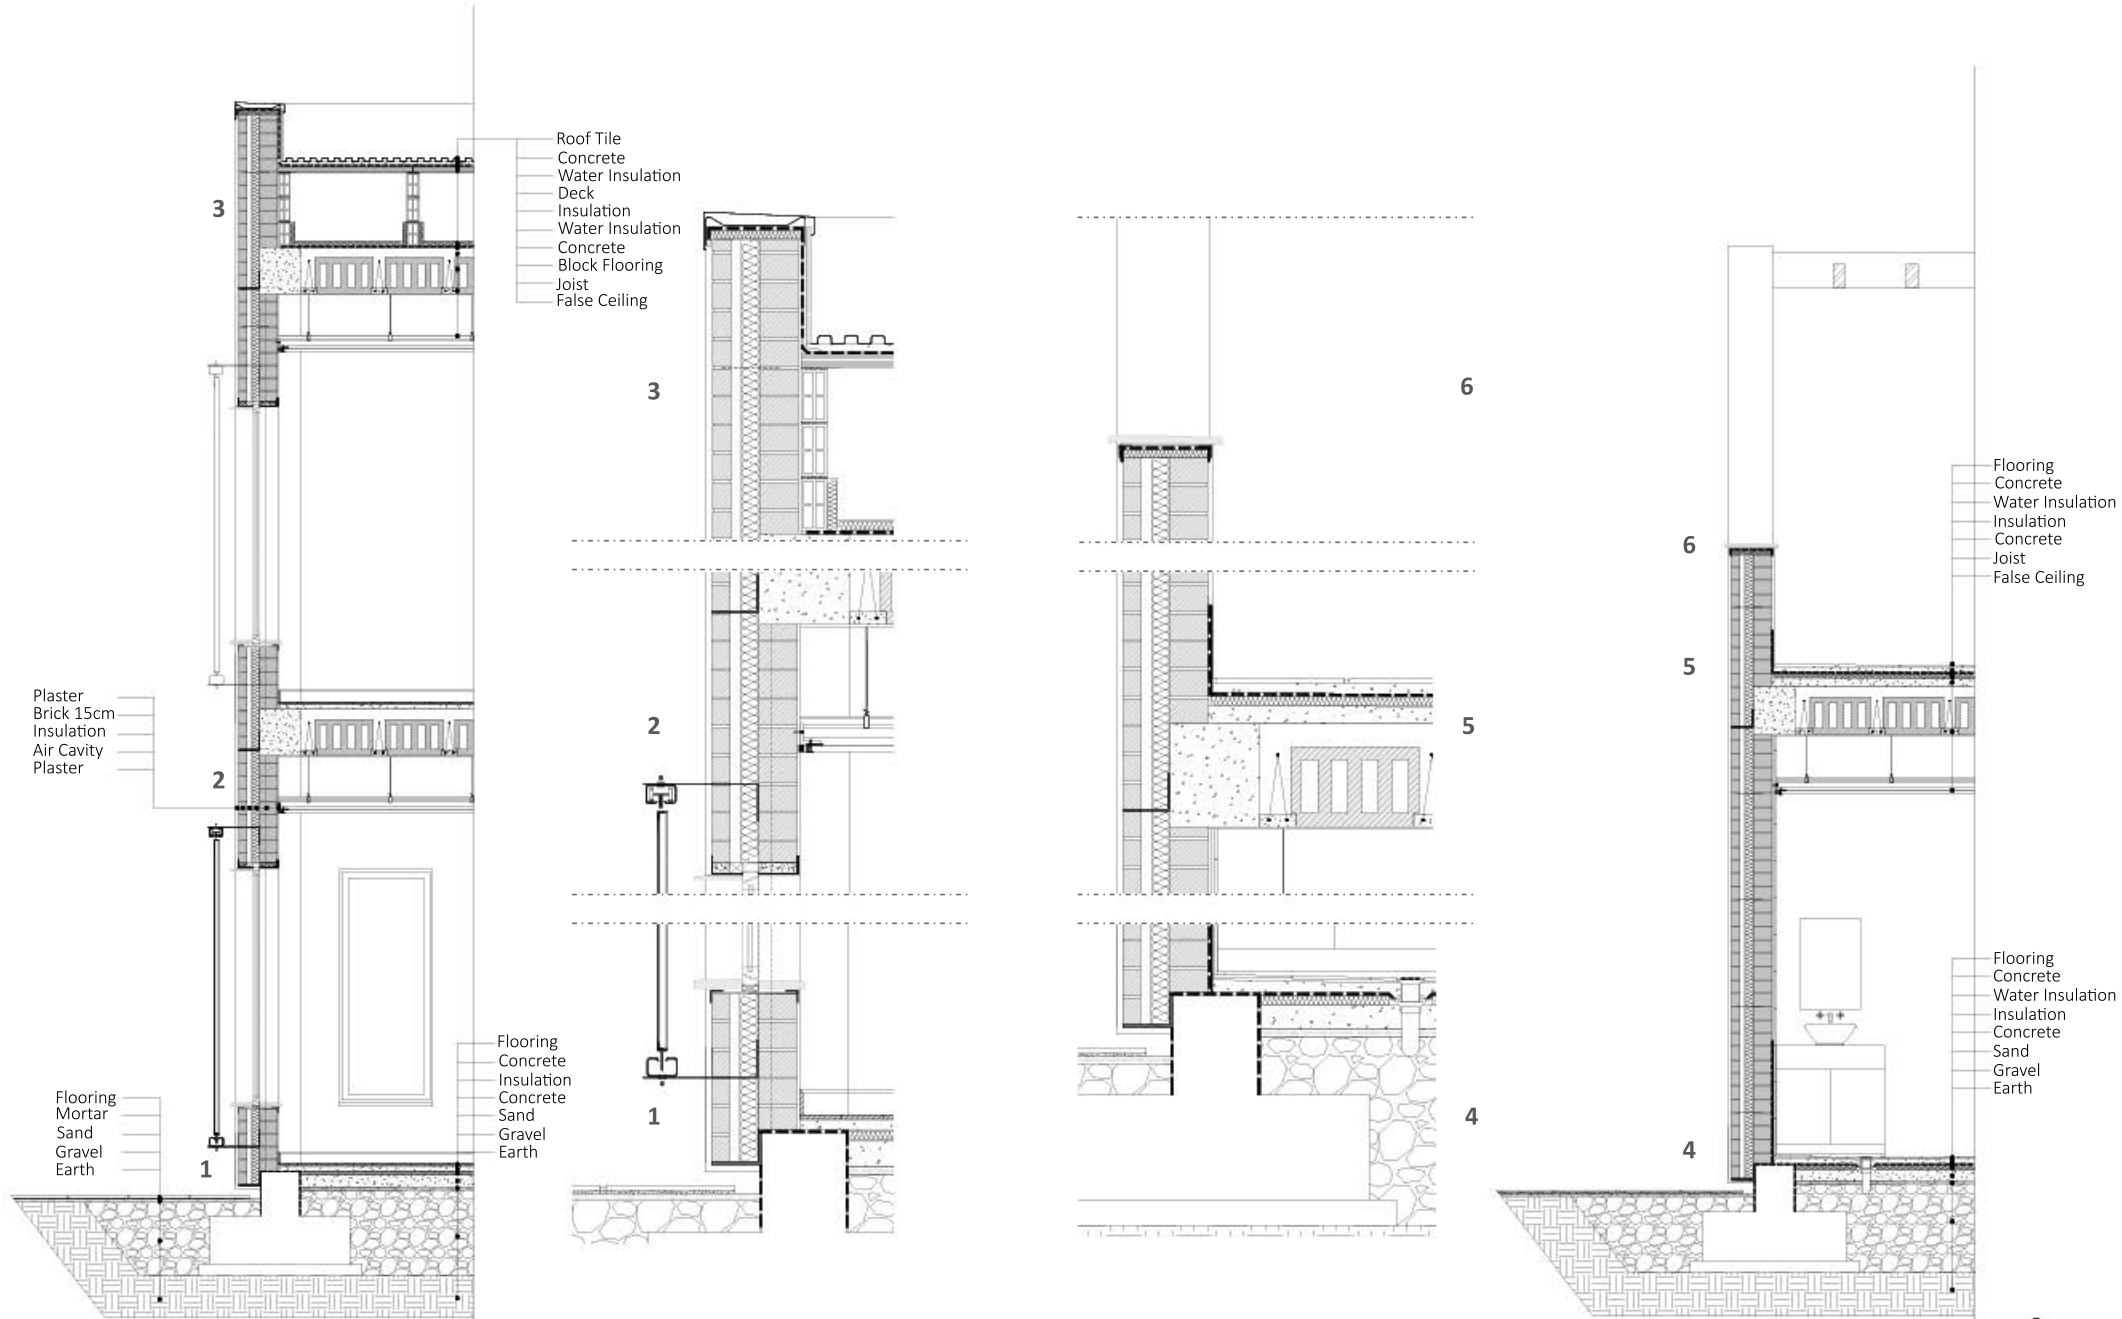 3
Roof Tile
Concrete
Water Insulation
Deck
Insulation
Water Insulation
Concrete
Block Flooring
Joist
False Ceiling
Plaster
Brick 15cm
Insulation
Air Cavity
Plaster
2
Flooring
Mortar
Sand
Gravel
Earth
1
Flooring
Concrete
Insulation
Concrete
Sand
Gravel
Earth
3
2
1
6
5
4
6
5
4
Flooring
Concrete
Water Insulation
Insulation
Concrete
Joist
False Ceiling
Flooring
Concrete
Water Insulation
Insulation
Concrete
Sand
Gravel
Earth